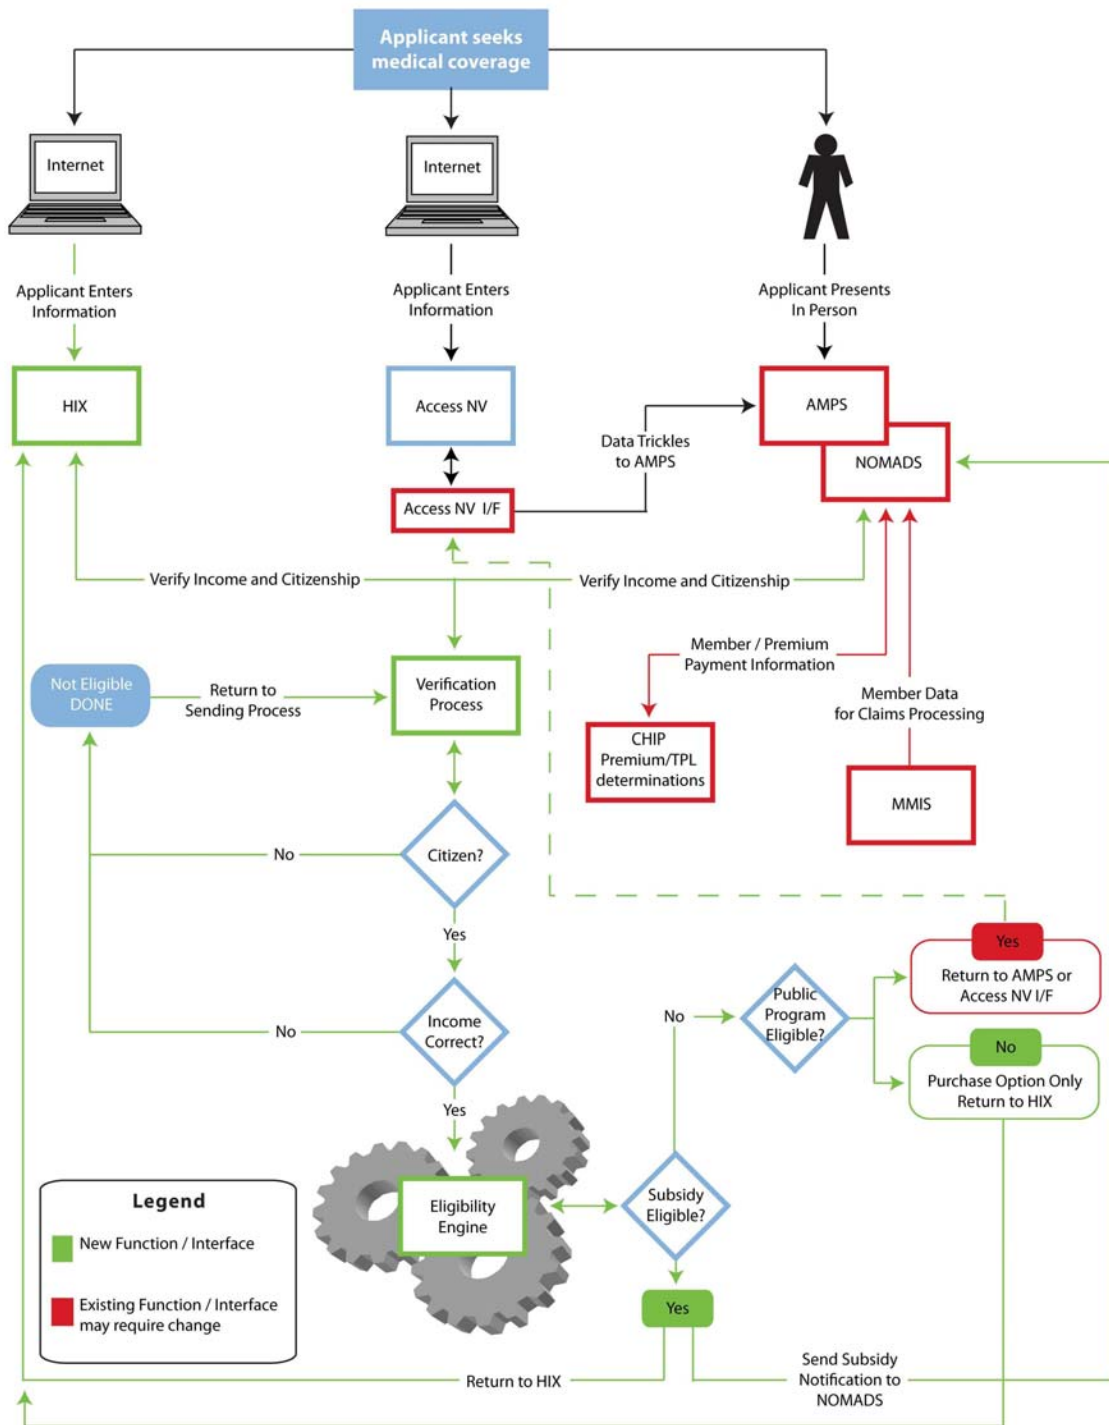 Applicant seeks
medical coverage
Internet
Internet
Applicant Enters
Information
Applicant Enters
Information
Applicant Presents
In Person
HIX
Access NV
AMPS
NOMADS
Data Trickles
to AMPS
Access NV I/F
Verify Income and Citizenship
Verify Income and Citizenship
Member / Premium
Payment Information
Not Eligible
DONE
Return to
Sending Process
Verification
Process
Member Data
for Claims Processing
CHIP
Premium/TPL
determinations
MMIS
Citizen?
No
Yes
Yes
Return to AMPS or
Access NV I/F
Public
Program
Eligible?
No
Income
Correct?
No
No
Purchase Option Only
Return to HIX
Yes
Eligibility
Engine
Subsidy
Eligible?
Legend
New Function / Interface
Existing Function / Interface
may require change
Yes
Return to HIX
Send Subsidy
Notification to
NOMADS